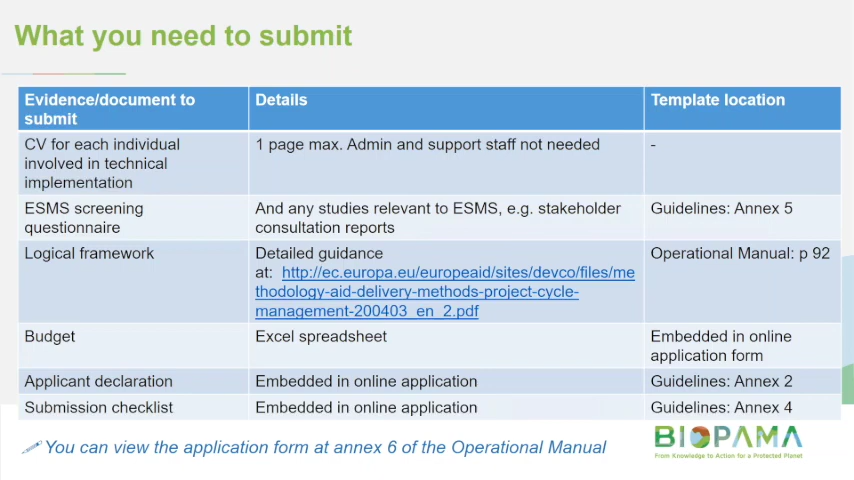 What you need to submit
Evidence/document to
submit
Details
Template location
CV for each individual
involved in technical
implementation
1 page max. Admin and support staff not needed
-
ESMS screening
questionnaire
And any studies relevant to ESMS, e.g. stakeholder
consultation reports
Guidelines: Annex 5
Logical framework
Detailed guidance
at: http://ec.europa.eu/europeaid/sites/devco/files/me
thodology-aid-delivery-methods-project-cycle-
management-200403_en_2.pdf
Operational Manual: p 92
Budget
Excel spreadsheet
Embedded in online
application form
Applicant declaration
Embedded in online application
Guidelines: Annex 2
Submission checklist
Embedded in online application
Guidelines: Annex 4
You can view the application form at annex 6 of the Operational Manual
BIOPAMA
From Knowledge to Action for a Protected Planet